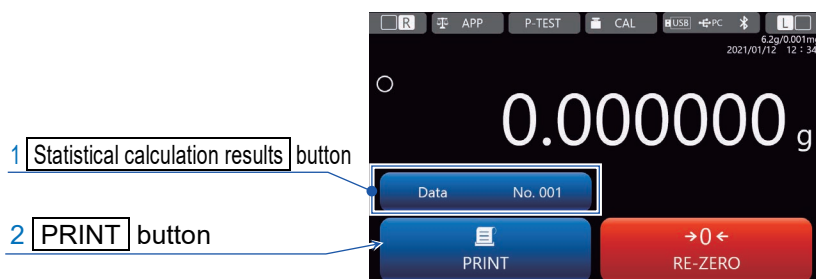 R APP P-TEST CAL USB PC L
6.2g/0.001mg
2021/01/12 12:34
0.000000 g
1 Statistical calculation results button
Data No. 001
2 PRINT button
PRINT
→0←
RE-ZERO